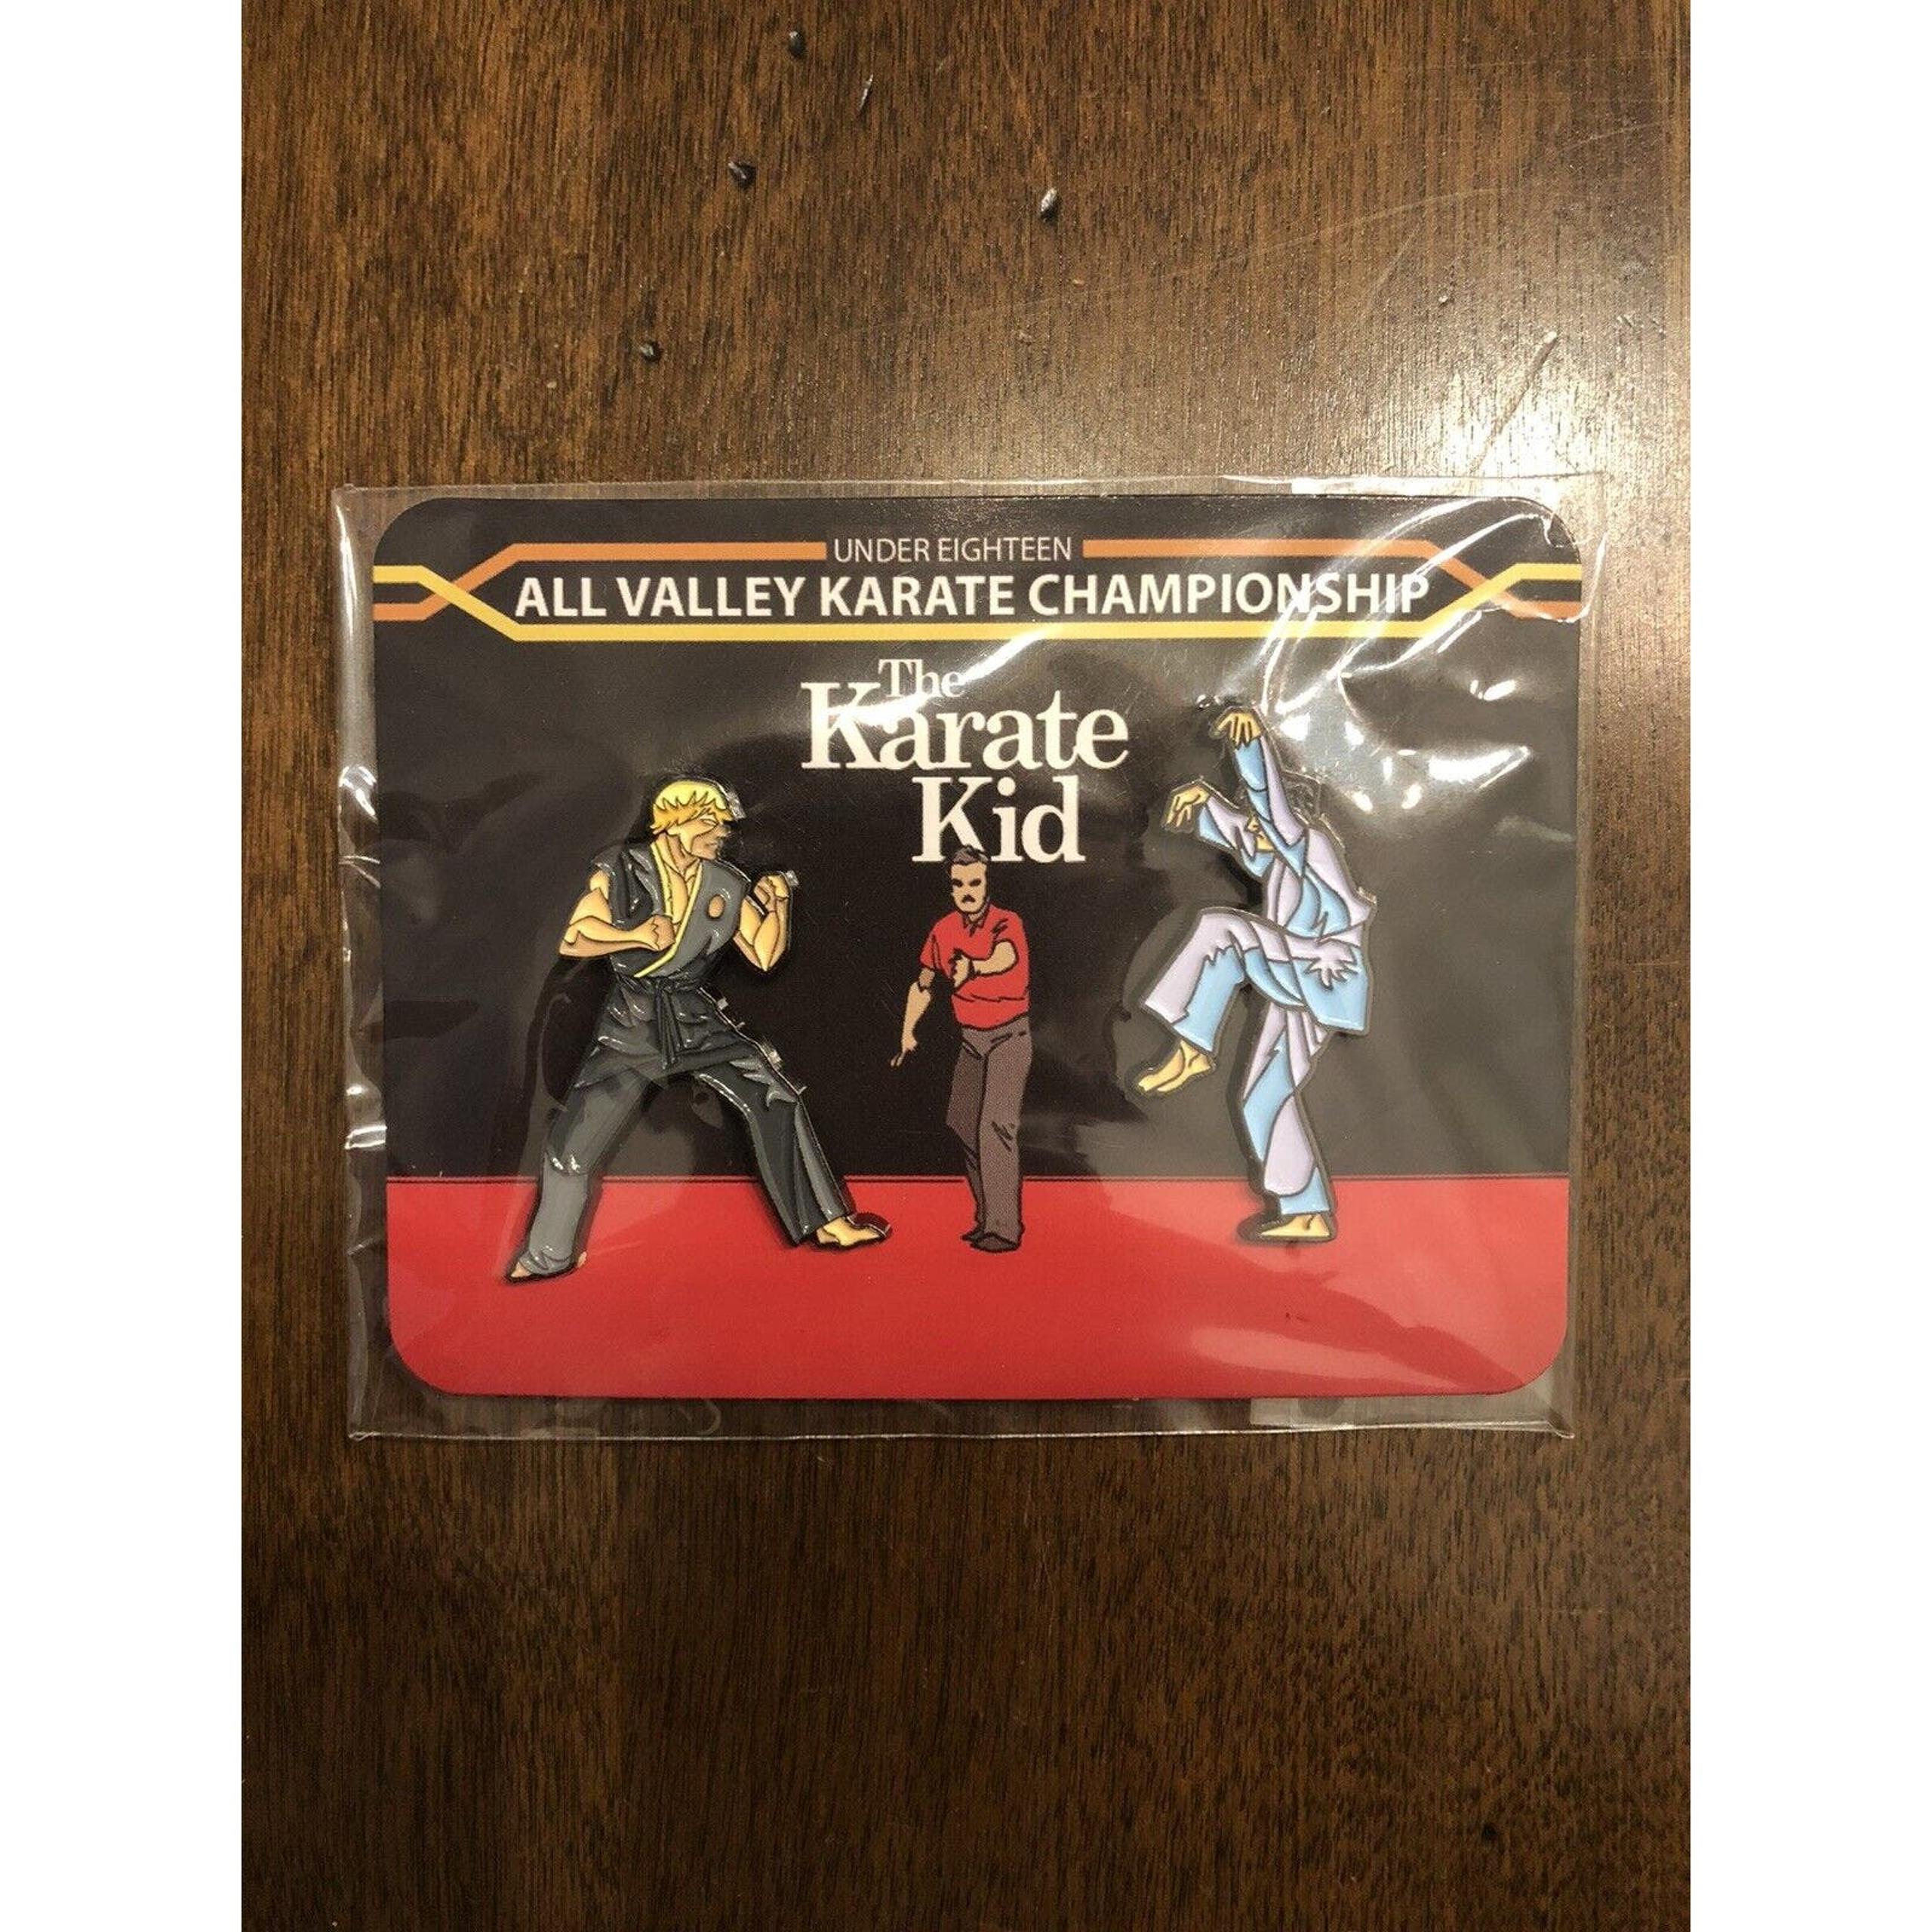 UNDER EIGHTEEN
ALL VALLEY KARATE CHAMPIONSHIP
The
Karate
Kid